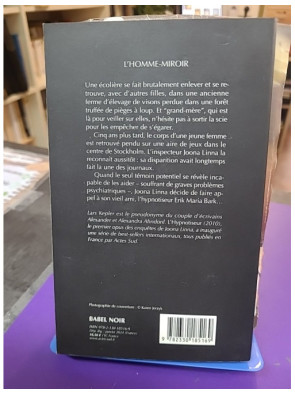 L'HOMME-MIROIR
Une écolière se fait brutalement enlever et se re-
trouve, avec d'autres filles, dans une ancienne
ferme d'élevage de visons perdue dans une forêt
truffée de pièges à loup. Et "grand-mère", qui est
là pour veiller sur elles, n'hésite pas à sortir la scie
pour les empêcher de s'égarer.
Cinq ans plus tard, le corps d'une jeune femme
est retrouvé pendu sur une aire de jeux dans le
centre de Stockholm. L'inspecteur Joona Linna la
reconnaît aussitôt : sa disparition avait longtemps
fait la une des journaux.
Quand le seul témoin potentiel se révèle inca-
pable de les aider – souffrant de graves problèmes
psychiatriques –, Joona Linna décide de faire ap-
pel à son vieil ami, l'hypnotiseur Erik Maria Bark...
Lars Kepler est le pseudonyme du couple d'écrivains
Alexander et Alexandra Ahndoril. L'Hypnotiseur (2010),
le premier opus des enquêtes de Joona Linna, a inauguré
une série de best-sellers internationaux, tous publiés en
France par Actes Sud.
Photographie de couverture : ©
BABEL NOIR
9 782330 185169